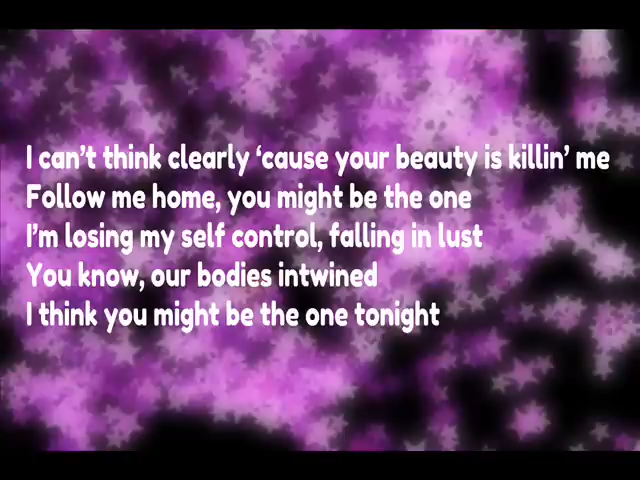 I can't think clearly ‘cause your beauty is killin’ me
Follow me home, you might be the one
I'm losing my self control, falling in lust
You know, our bodies intwined
I think you might be the one tonight